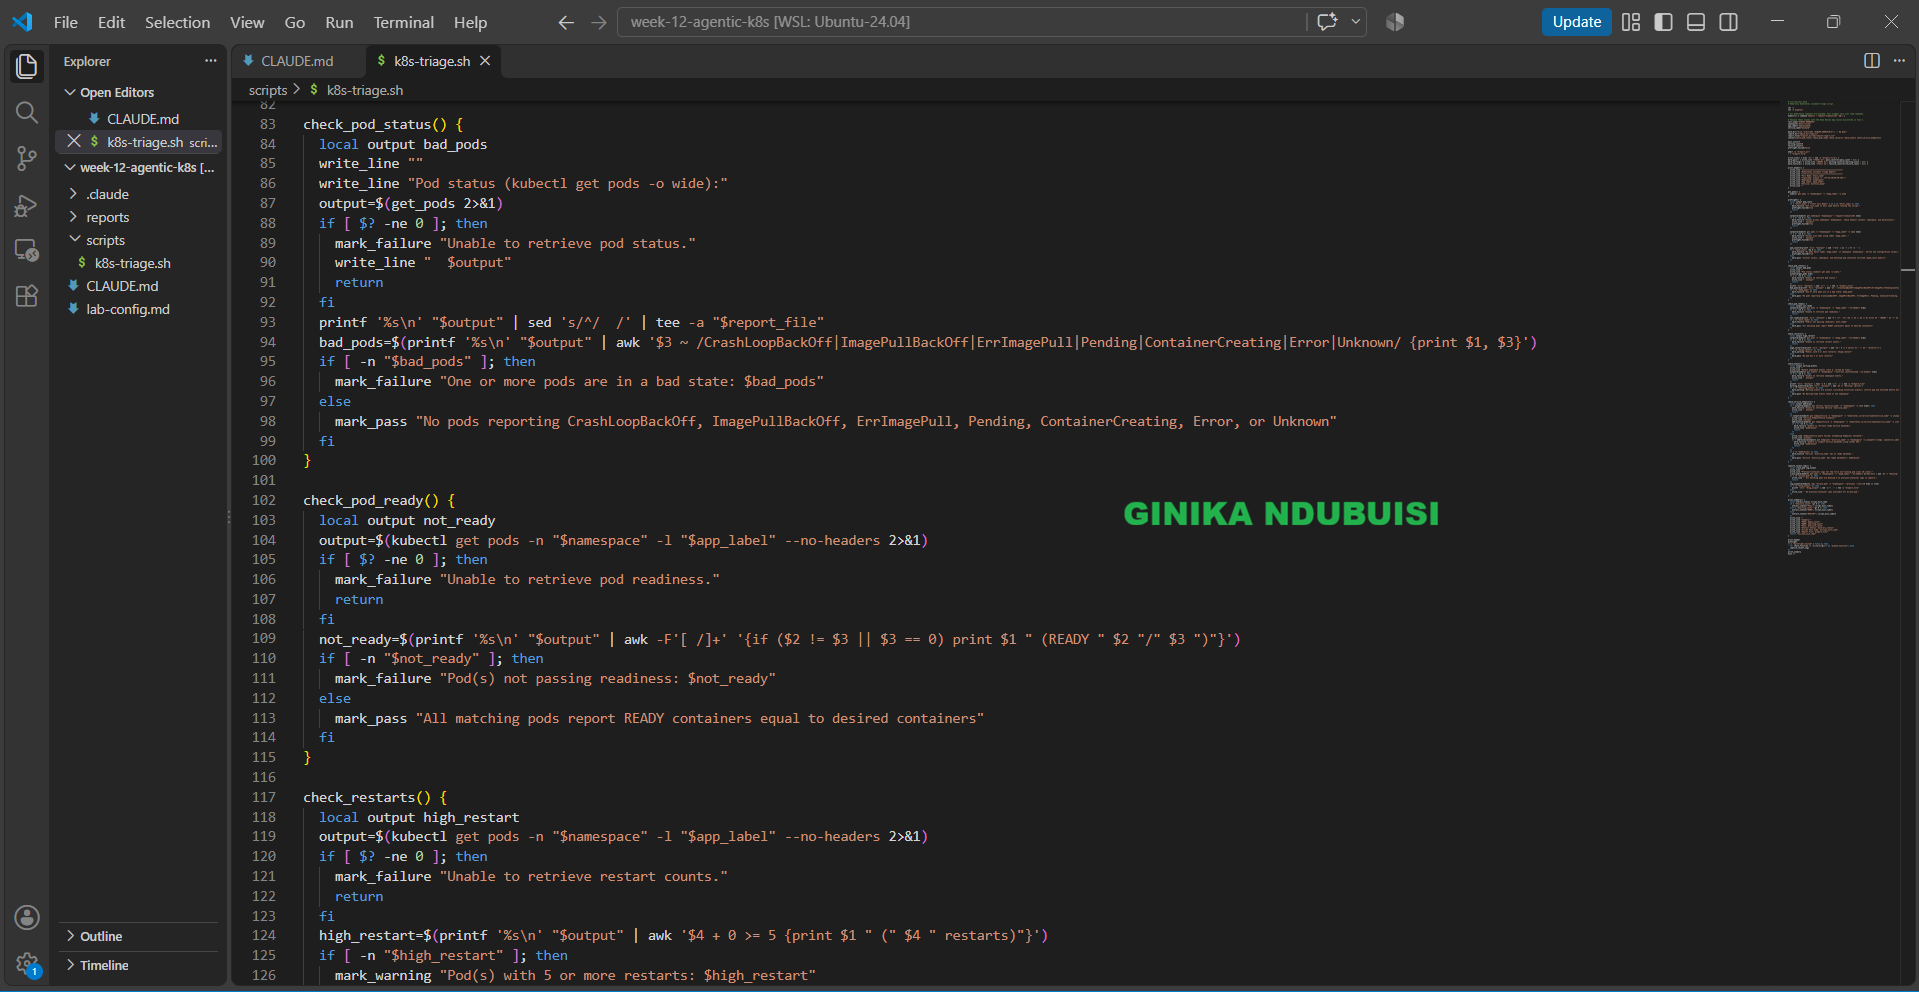 File Edit Selection View Go Run Terminal Help
week-12-agentic-k8s [WSL: Ubuntu-24.04]
Update
Explorer
Open Editors
CLAUDE.md
k8s-triage.sh scri...
week-12-agentic-k8s [...
.claude
reports
scripts
k8s-triage.sh
CLAUDE.md
lab-config.md
Outline
Timeline
1
CLAUDE.md
k8s-triage.sh
scripts > $ k8s-triage.sh
82
83 check_pod_status() {
84   local output bad_pods
85   write_line ""
86   write_line "Pod status (kubectl get pods -o wide):"
87   output=$(get_pods 2>&1)
88   if [ $? -ne 0 ]; then
89     mark_failure "Unable to retrieve pod status."
90     write_line "  $output"
91     return
92   fi
93   printf '%s\n' "$output" | sed 's/^/  /' | tee -a "$report_file"
94   bad_pods=$(printf '%s\n' "$output" | awk '$3 ~ /CrashLoopBackOff|ImagePullBackOff|ErrImagePull|Pending|ContainerCreating|Error|Unknown/ {print $1, $3}')
95   if [ -n "$bad_pods" ]; then
96     mark_failure "One or more pods are in a bad state: $bad_pods"
97   else
98     mark_pass "No pods reporting CrashLoopBackOff, ImagePullBackOff, ErrImagePull, Pending, ContainerCreating, Error, or Unknown"
99   fi
100 }
101
102 check_pod_ready() {
103   local output not_ready
104   output=$(kubectl get pods -n "$namespace" -l "$app_label" --no-headers 2>&1)
105   if [ $? -ne 0 ]; then
106     mark_failure "Unable to retrieve pod readiness."
107     return
108   fi
109   not_ready=$(printf '%s\n' "$output" | awk -F'[ /]+' '{if ($2 != $3 || $3 == 0) print $1 " (READY " $2 "/" $3 ")"}')
110   if [ -n "$not_ready" ]; then
111     mark_failure "Pod(s) not passing readiness: $not_ready"
112   else
113     mark_pass "All matching pods report READY containers equal to desired containers"
114   fi
115 }
116
117 check_restarts() {
118   local output high_restart
119   output=$(kubectl get pods -n "$namespace" -l "$app_label" --no-headers 2>&1)
120   if [ $? -ne 0 ]; then
121     mark_failure "Unable to retrieve restart counts."
122     return
123   fi
124   high_restart=$(printf '%s\n' "$output" | awk '$4 + 0 >= 5 {print $1 " (" $4 " restarts)"}')
125   if [ -n "$high_restart" ]; then
126     mark_warning "Pod(s) with 5 or more restarts: $high_restart"
GINIKA NDUBUISI